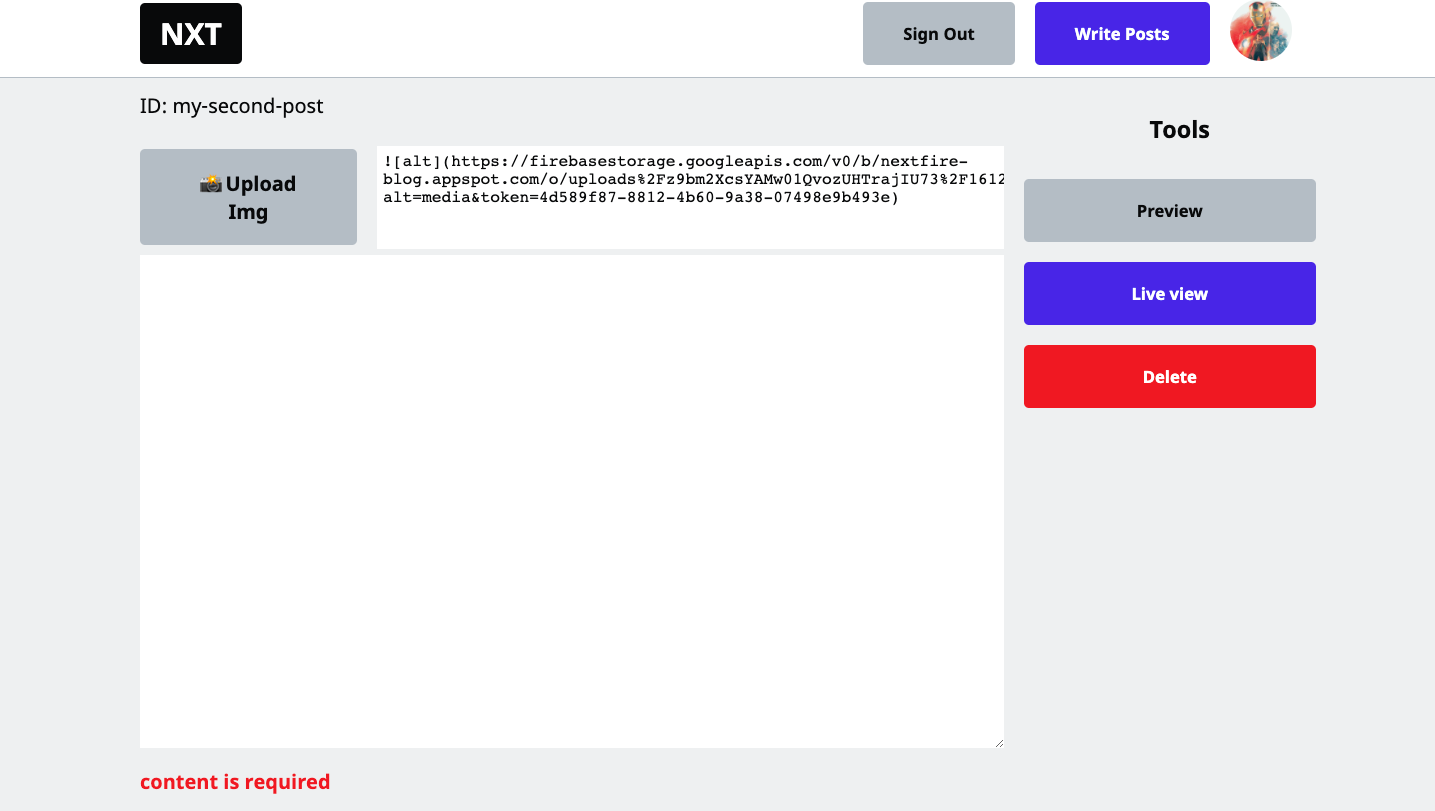 NXT
Sign Out
Write Posts
ID: my-second-post
Tools
Upload
Img
![alt](https://firebasestorage.googleapis.com/v0/b/nextfire-
blog.appspot.com/o/uploads%2Fz9bm2XcsYAMw01QvozUHTrajIU73%2F1612
alt=media&token=4d589f87-8812-4b60-9a38-07498e9b493e)
Preview
Live view
Delete
content is required